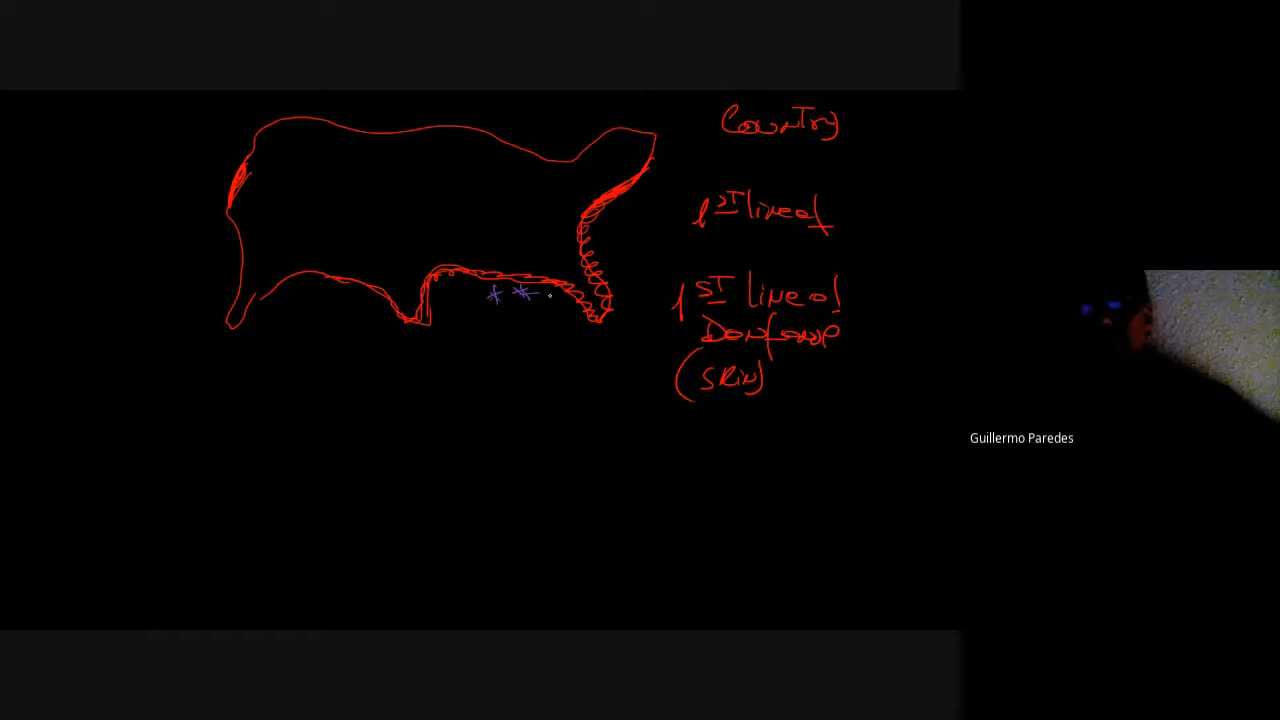 Country
1ST line of
1ST line of
Defense
(SKIN)
Guillermo Paredes